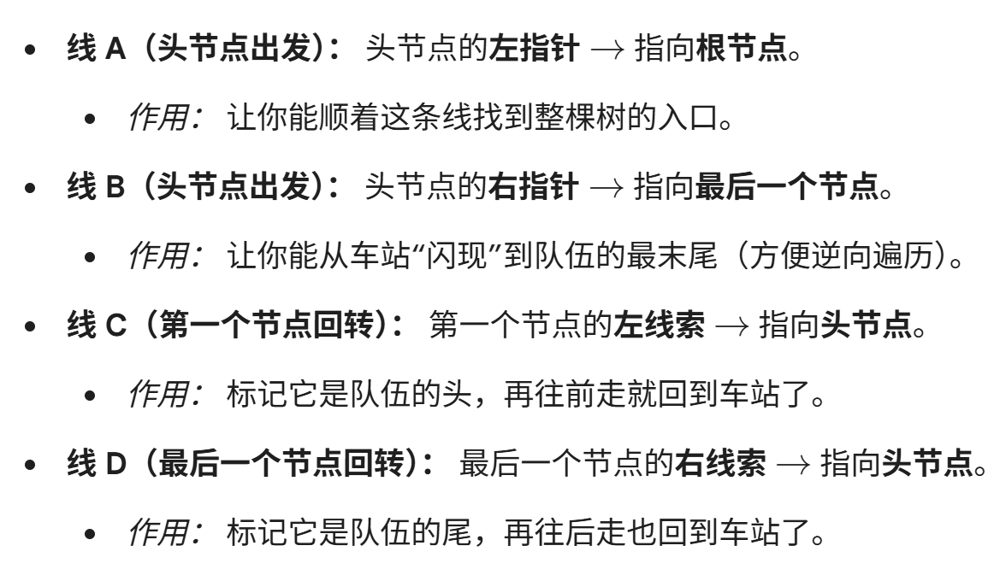 • 线 A（头节点出发）： 头节点的左指针 → 指向根节点。
• 作用： 让你能顺着这条线找到整棵树的入口。
• 线 B（头节点出发）： 头节点的右指针 → 指向最后一个节点。
• 作用： 让你能从车站“闪现”到队伍的最末尾（方便逆向遍历）。
• 线 C（第一个节点回转）： 第一个节点的左线索 → 指向头节点。
• 作用： 标记它是队伍的头，再往前走就回到车站了。
• 线 D（最后一个节点回转）： 最后一个节点的右线索 → 指向头节点。
• 作用： 标记它是队伍的尾，再往后走也回到车站了。